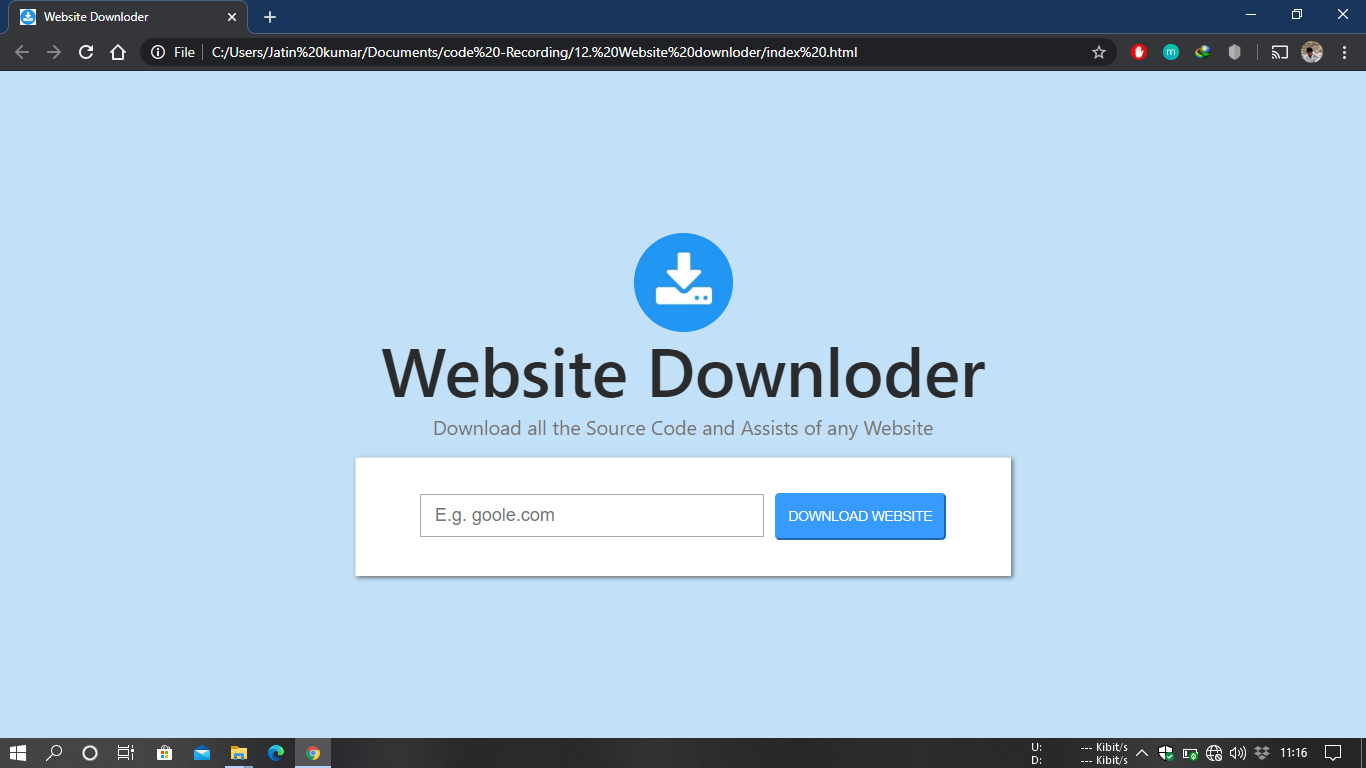 Website Downloder
File
C:/Users/Jatin%20kumar/Documents/code%20-Recording/12.%20Website%20downloder/index%20.html
m
Website Downloder
Download all the Source Code and Assists of any Website
E.g. goole.com
DOWNLOAD WEBSITE
U: --- Kibit/s
D: --- Kibit/s
11:16